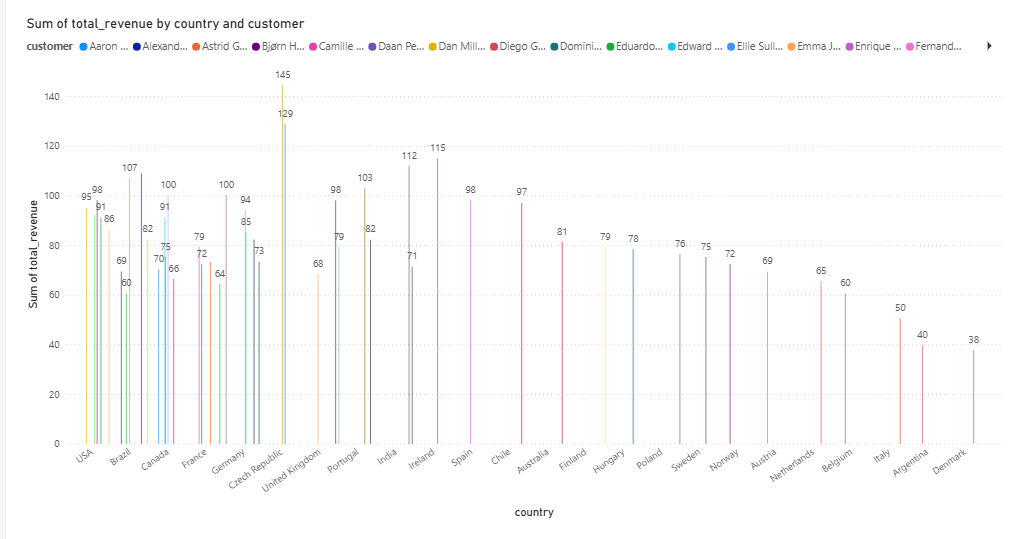 Sum of total_revenue by country and customer
customer Aaron ... Alexand... Astrid G... Bjørn H... Camille ... Daan Pe... Dan Mill... Diego G... Domini... Eduardo... Edward ... Ellie Sull... Emma J... Enrique ... Fernand...
145
140
129
120
115
112
107
103
100
100
100
98
98
98
97
95
94
91
91
86
85
82
82
81
80
79
79
79
78
76
75
75
73
72
72
71
70
69
69
68
66
65
64
60
60
60
50
40
40
38
20
0
Sum of total_revenue
USA
Brazil
Canada
France
Germany
Czech Republic
United Kingdom
Portugal
India
Ireland
Spain
Chile
Australia
Finland
Hungary
Poland
Sweden
Norway
Austria
Netherlands
Belgium
Italy
Argentina
Denmark
country